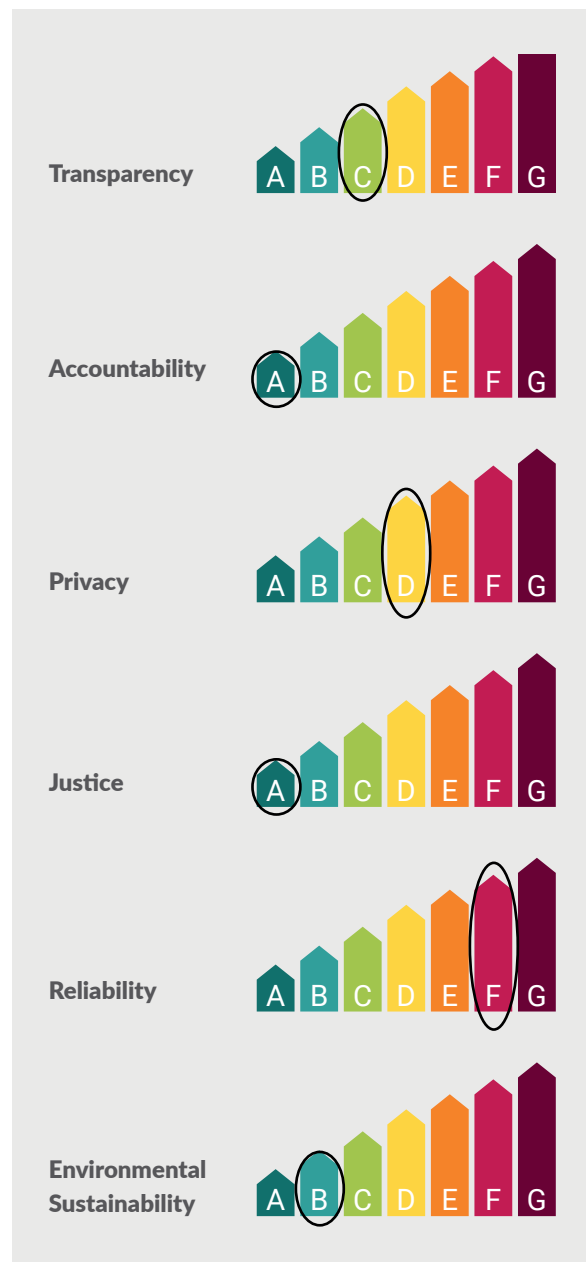 Transparency
A B C D E F G
Accountability
A B C D E F G
Privacy
A B C D E F G
Justice
A B C D E F G
Reliability
A B C D E F G
Environmental
Sustainability
A B C D E F G